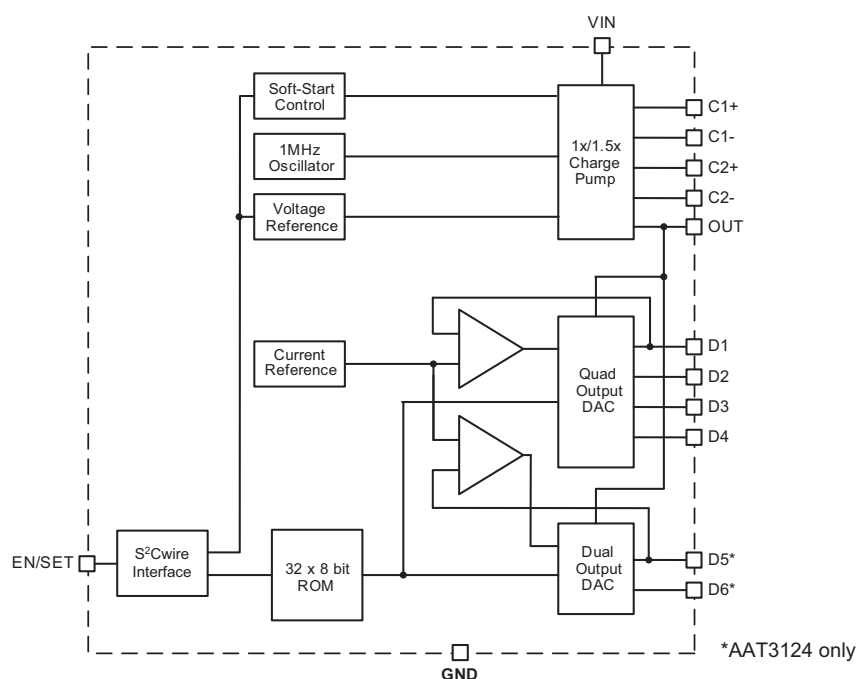 VIN
Soft-Start
Control
1MHz
Oscillator
Voltage
Reference
1x/1.5x
Charge
Pump
C1+
C1-
C2+
C2-
OUT
Current
Reference
Quad
Output
DAC
D1
D2
D3
D4
EN/SET
S²Cwire
Interface
32 x 8 bit
ROM
Dual
Output
DAC
D5*
D6*
*AAT3124 only
GND